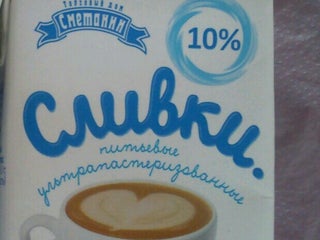 Торговый дом
Сметанин
10%
Сливки.
питьевые
ультрапастеризованные